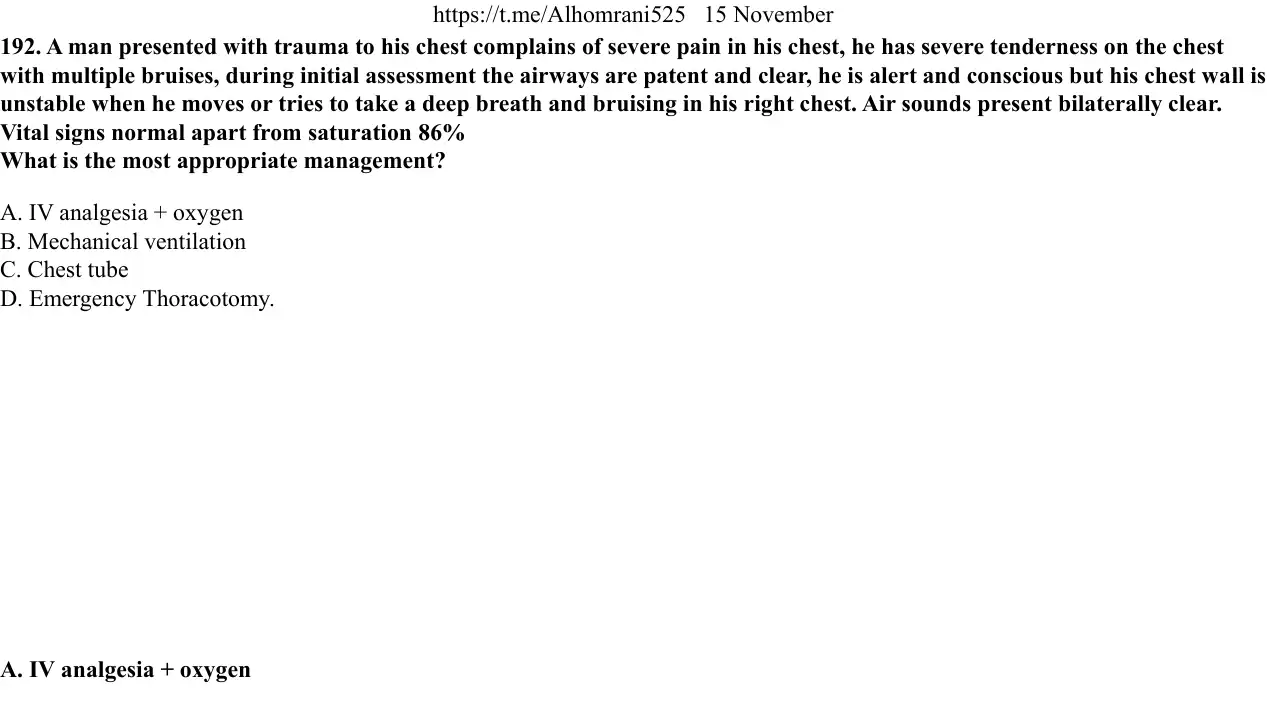 https://t.me/Alhomrani525 15 November
192. A man presented with trauma to his chest complains of severe pain in his chest, he has severe tenderness on the chest
with multiple bruises, during initial assessment the airways are patent and clear, he is alert and conscious but his chest wall is
unstable when he moves or tries to take a deep breath and bruising in his right chest. Air sounds present bilaterally clear.
Vital signs normal apart from saturation 86%
What is the most appropriate management?
A. IV analgesia + oxygen
B. Mechanical ventilation
C. Chest tube
D. Emergency Thoracotomy.
A. IV analgesia + oxygen